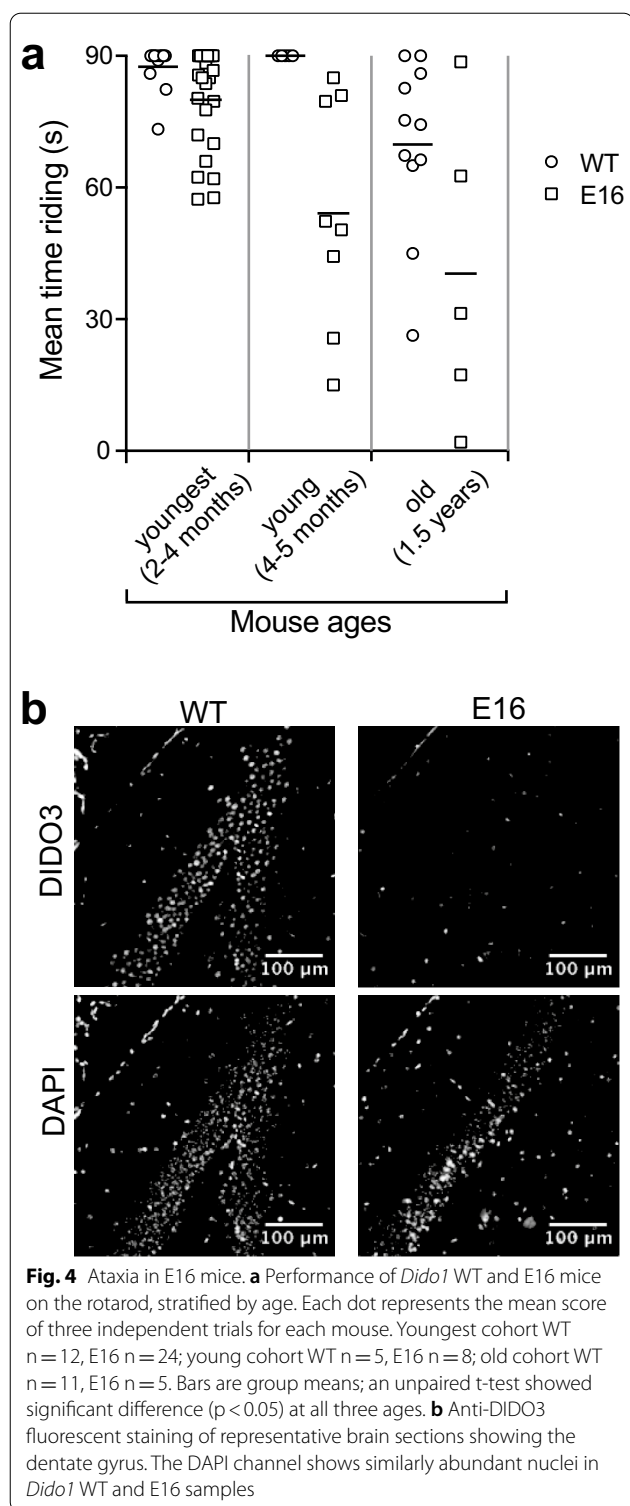 a
90
60
30
0
Mean time riding (s)
WT
E16
youngest
(2-4 months)
young
(4-5 months)
old
(1.5 years)
Mouse ages
b
WT
E16
DIDO3
100 µm
100 µm
DAPI
100 µm
100 µm
Fig. 4 Ataxia in E16 mice. a Performance of Dido1 WT and E16 mice
on the rotarod, stratified by age. Each dot represents the mean score
of three independent trials for each mouse. Youngest cohort WT
n = 12, E16 n = 24; young cohort WT n = 5, E16 n = 8; old cohort WT
n = 11, E16 n = 5. Bars are group means; an unpaired t-test showed
significant difference (p < 0.05) at all three ages. b Anti-DIDO3
fluorescent staining of representative brain sections showing the
dentate gyrus. The DAPI channel shows similarly abundant nuclei in
Dido1 WT and E16 samples